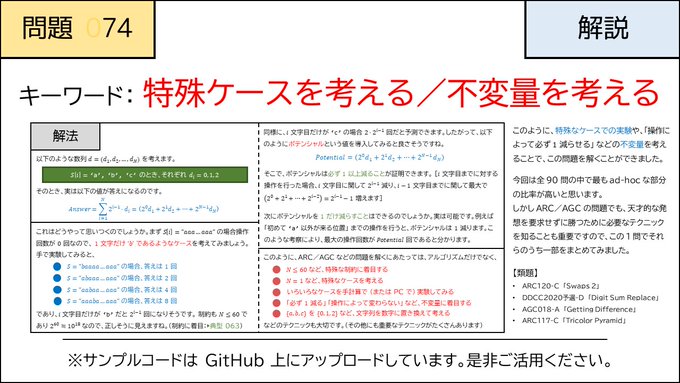 問題 074
解説
キーワード: 特殊ケースを考える／不変量を考える
解法
以下のような数列 d = (d₁, d₂, …, d_N) を考えます。
S[i] = "a", "b", "c" のとき、それぞれ d_i = 0, 1, 2
そのとき、実は以下の値が答えになるのです。
Answer = Σ_{i=1}^{N} 2^{i-1}・d_i = (2⁰d₁ + 2¹d₂ + ⋯ + 2^{N-1}d_N)
これはどうやって思いつくのでしょうか。まず S[i] = "aaa … aaa" の場合操作
回数が 0 回なので、1 文字だけ 'b' であるようなケースを考えてみましょう。
手で実験してみると、
S = "baaaa…aaa" の場合、答えは 1 回
S = "abaaa…aaa" の場合、答えは 2 回
S = "aabaa…aaa" の場合、答えは 4 回
S = "aaaba…aaa" の場合、答えは 8 回
であり、i 文字目だけが 'b' だと 2^{i-1} 回になりそうです。制約も N ≤ 60 で
あり 2⁶⁰ ≈ 10¹⁸ なので、正しそうに見えますね。(制約に着目:▸典型 063)
同様に、i 文字目だけが 'c' の場合 2・2^{i-1} 回だと予測できます。したがって、以下
のようにポテンシャルという値を導入してみると良さそうですね。
Potential = (2⁰d₁ + 2¹d₂ + ⋯ + 2^{N-1}d_N)
そこで、ポテンシャルは必ず 1 以上減ることが証明できます。[i 文字目までに対する
操作を行った場合、i 文字目に関して 2^{i-1} 減り、i − 1 文字目までに関して最大で
(2⁰ + 2¹ + ⋯ + 2^{i-2}) = 2^{i-1} − 1 増えます]
次にポテンシャルを 1 だけ減らすことはできるのでしょうか。実は可能です。例えば
「初めて 'a' 以外が来る位置」までの操作を行うと、ポテンシャルは 1 減ります。こ
のような考察により、最大の操作回数が Potential 回であると分かります。
このように、ARC / AGC などの問題を解くにあたっては、アルゴリズムだけでなく、
N ≤ 60 など、特殊な制約に着目する
N = 1 など、特殊なケースを考える
いろいろなケースを手計算で (または PC で) 実験してみる
「必ず 1 減る」「操作によって変わらない」など、不変量に着目する
{a, b, c} を {0, 1, 2} など、文字列を数字に置き換えて考える
などのテクニックも大切です。(その他にも重要なテクニックがたくさんあります)
このように、特殊なケースでの実験や、「操作に
よって必ず 1 減らせる」などの不変量を考え
ることで、この問題を解くことができました。
今回は全 90 問の中で最も ad-hoc な部分
の比率が高いと思います。
しかし ARC／AGC の問題でも、天才的な発
想を要求せずに勝つために必要なテクニック
を知ることも重要ですので、この 1 問でそれ
らのうち一部をまとめてみました。
【類題】
• ARC120-C「Swaps 2」
• DDCC2020予選-D「Digit Sum Replace」
• AGC018-A「Getting Difference」
• ARC117-C「Tricolor Pyramid」
※サンプルコードは GitHub 上にアップロードしています。是非ご活用ください。